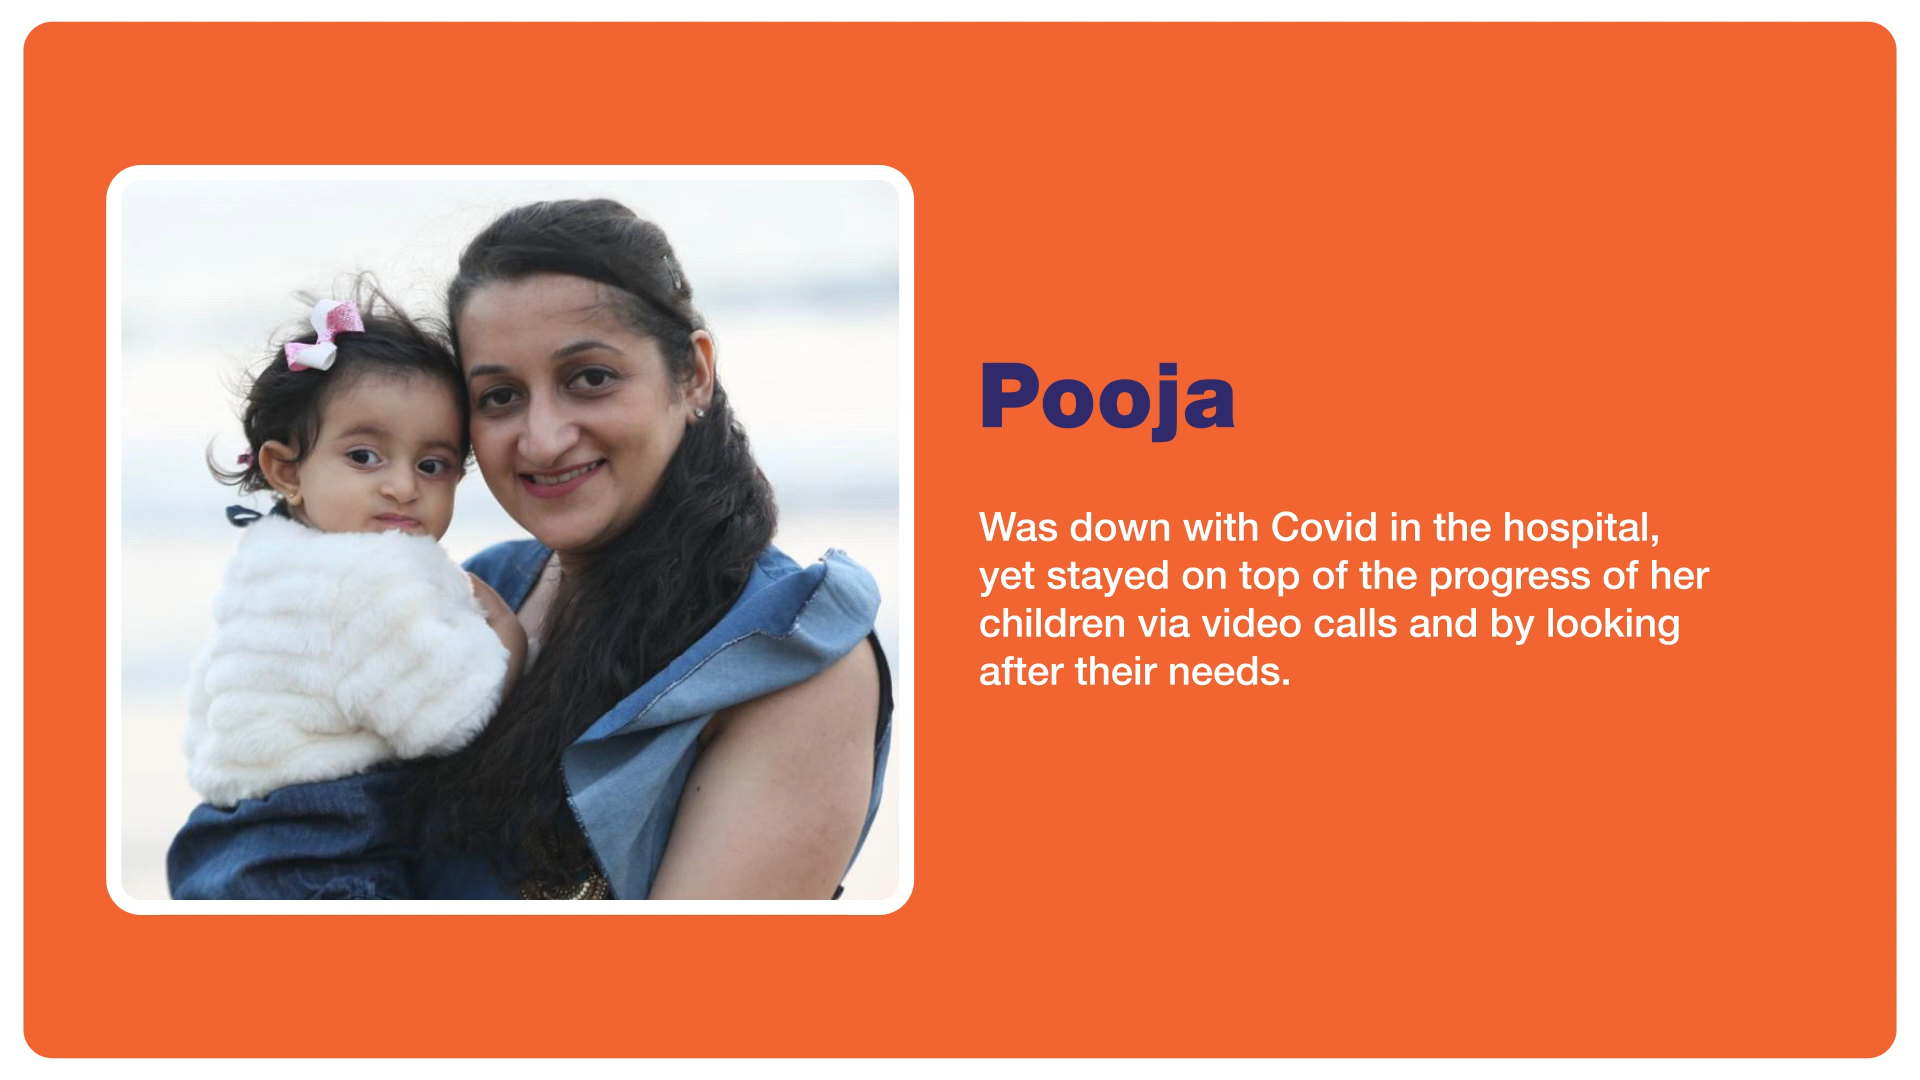 Pooja
Was down with Covid in the hospital,
yet stayed on top of the progress of her
children via video calls and by looking
after their needs.